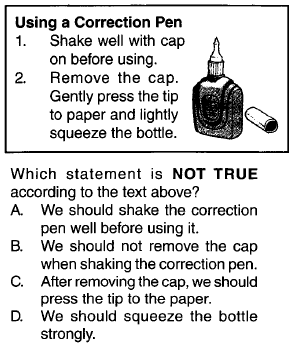 Using a Correction Pen
1. Shake well with cap
on before using.
2. Remove the cap.
Gently press the tip
to paper and lightly
squeeze the bottle.
Which statement is NOT TRUE
according to the text above?
A. We should shake the correction
pen well before using it.
B. We should not remove the cap
when shaking the correction pen.
C. After removing the cap, we should
press the tip to the paper.
D. We should squeeze the bottle
strongly.